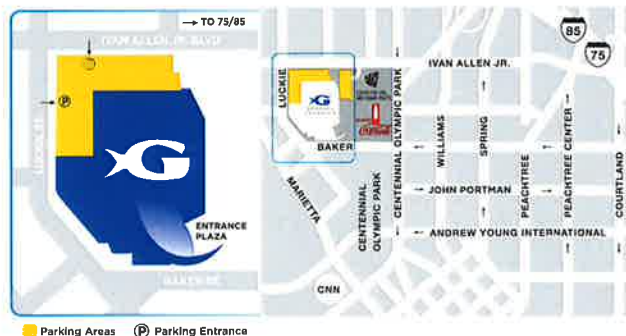 → TO 75/85
IVAN ALLEN JR. BLVD
P
G
ENTRANCE
PLAZA
BAKER ST.
LUCKIE
G
BAKER
MARIETTA
CENTENNIAL
OLYMPIC PARK
CNN
CENTENNIAL OLYMPIC PARK
WILLIAMS
SPRING
PEACHTREE
PEACHTREE CENTER
COURTLAND
IVAN ALLEN JR.
JOHN PORTMAN
ANDREW YOUNG INTERNATIONAL
85
75
Parking Areas P Parking Entrance